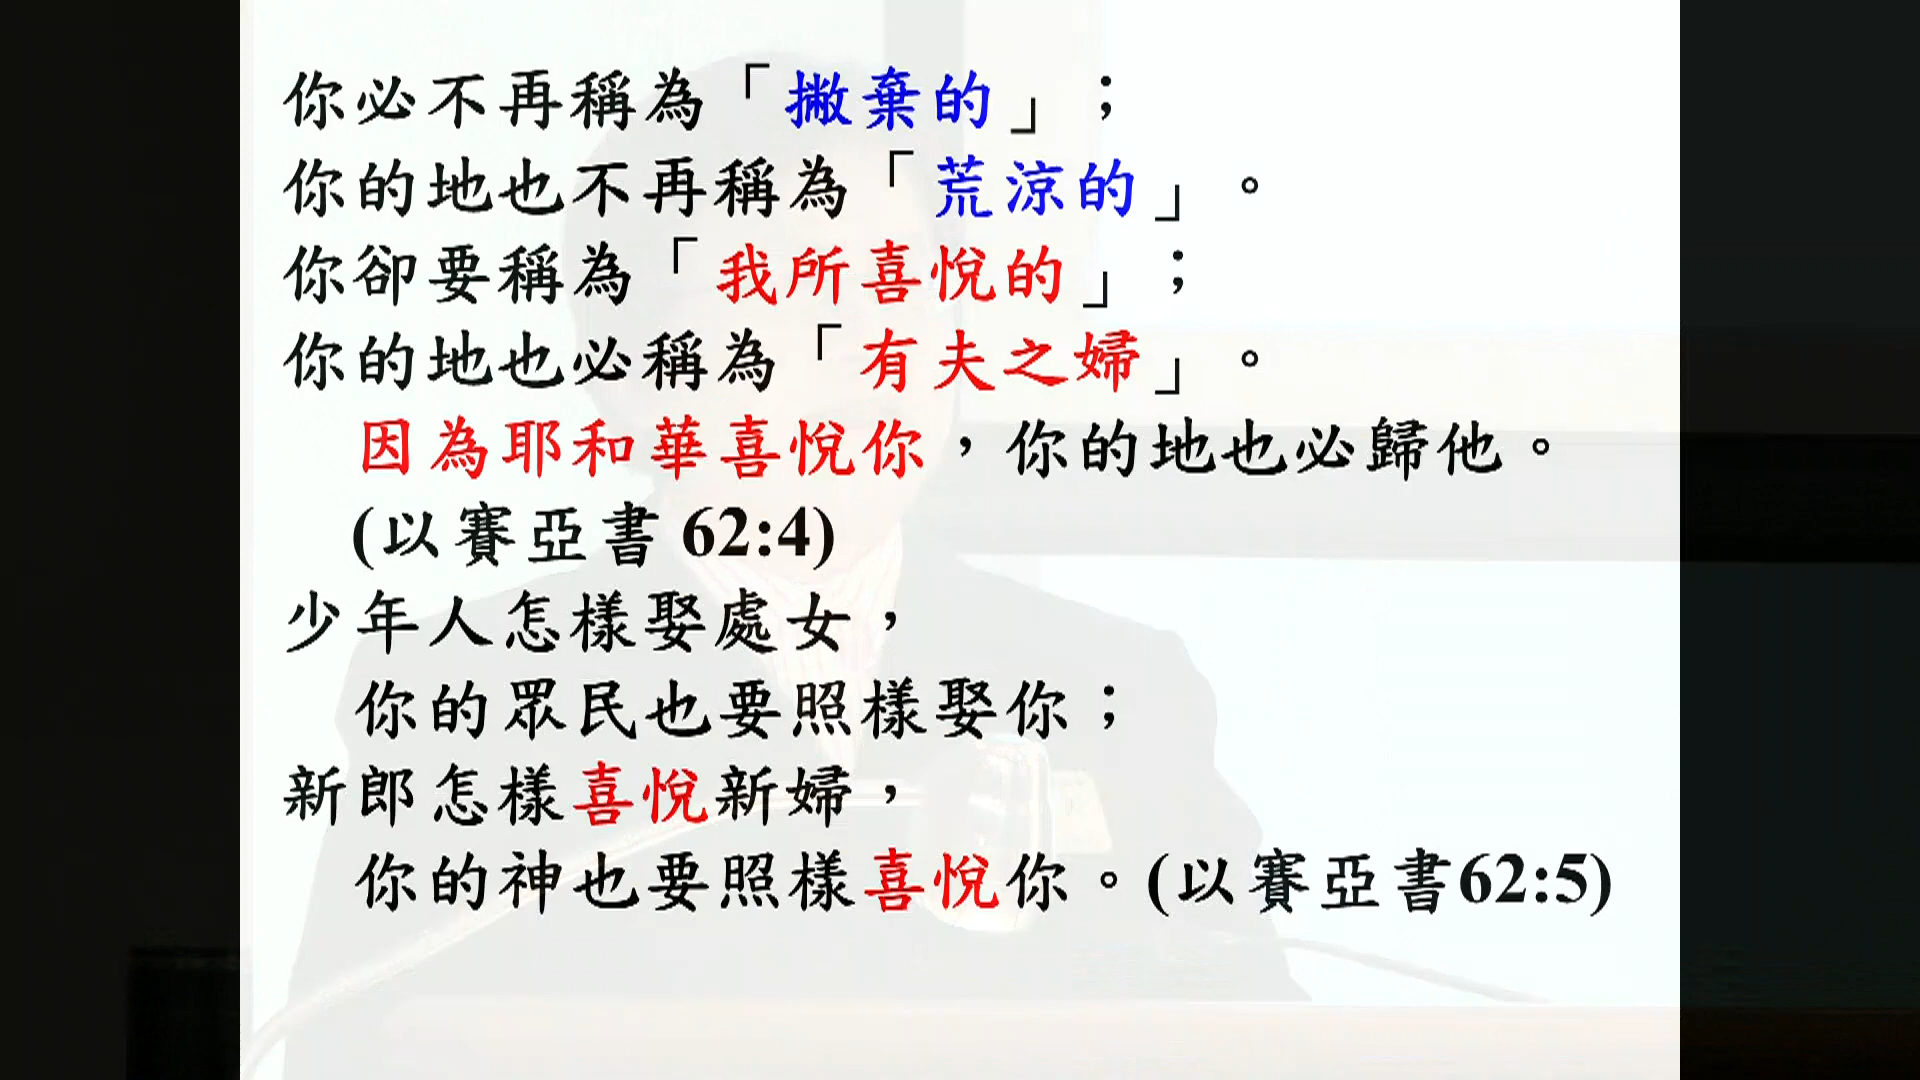 你必不再稱為「撇棄的」；
你的地也不再稱為「荒涼的」。
你卻要稱為「我所喜悅的」；
你的地也必稱為「有夫之婦」。
因為耶和華喜悅你，你的地也必歸他。
(以賽亞書 62:4)
少年人怎樣娶處女，
你的眾民也要照樣娶你；
新郎怎樣喜悅新婦，
你的神也要照樣喜悅你。(以賽亞書62:5)